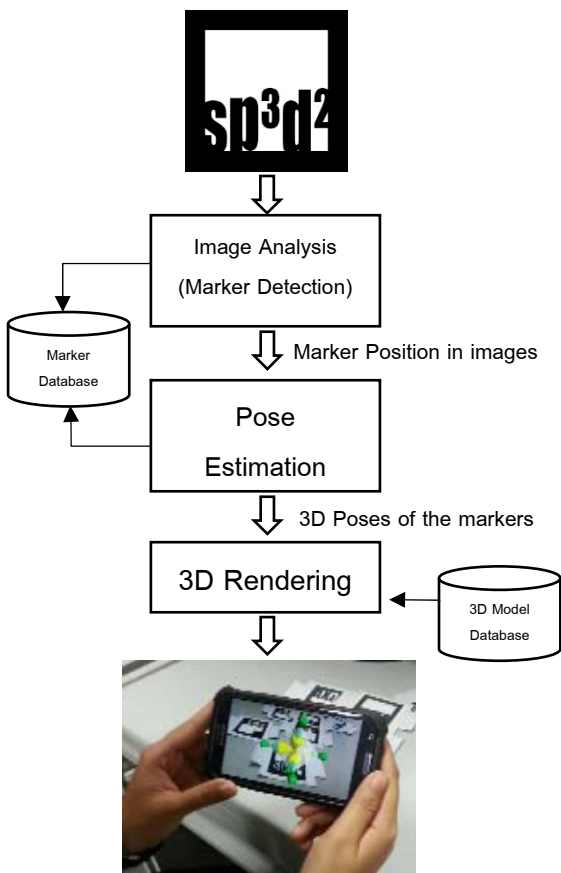 sp³d²
Image Analysis
(Marker Detection)
Marker
Database
Marker Position in images
Pose
Estimation
3D Poses of the markers
3D Rendering
3D Model
Database